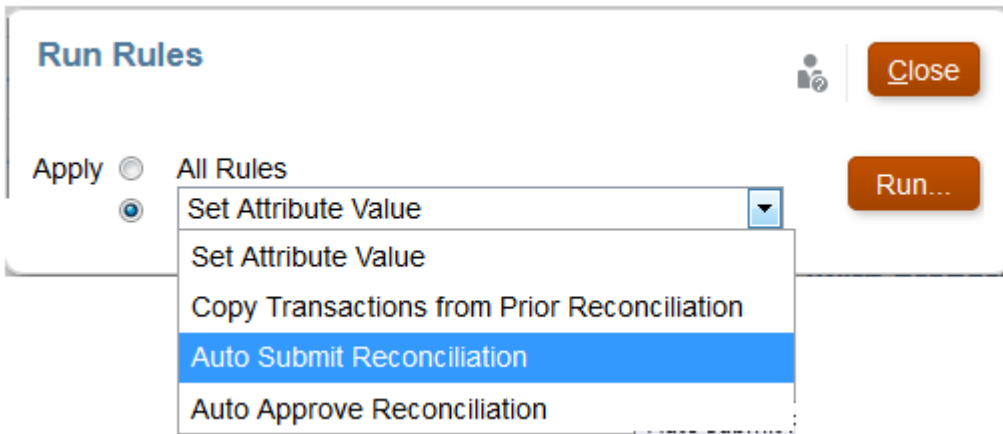 Run Rules
Close
Apply
All Rules
Run...
Set Attribute Value
Set Attribute Value
Copy Transactions from Prior Reconciliation
Auto Submit Reconciliation
Auto Approve Reconciliation